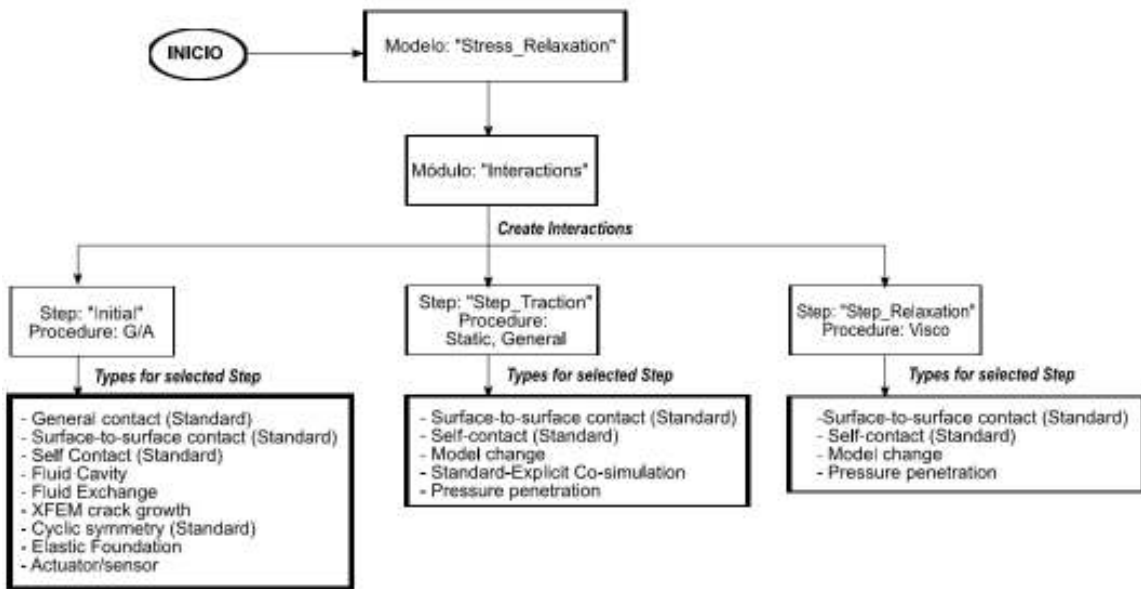 INICIO
Modelo: "Stress_Relaxation"
Módulo: "Interactions"
Create Interactions
Step: "Initial"
Procedure: G/A
Step: "Step_Traction"
Procedure:
Static, General
Step: "Step_Relaxation"
Procedure: Visco
Types for selected Step
Types for selected Step
Types for selected Step
- General contact (Standard)
- Surface-to-surface contact (Standard)
- Self Contact (Standard)
- Fluid Cavity
- Fluid Exchange
- XFEM crack growth
- Cyclic symmetry (Standard)
- Elastic Foundation
- Actuator/sensor
- Surface-to-surface contact (Standard)
- Self-contact (Standard)
- Model change
- Standard-Explicit Co-simulation
- Pressure penetration
-Surface-to-surface contact (Standard)
- Self-contact (Standard)
- Model change
- Pressure penetration